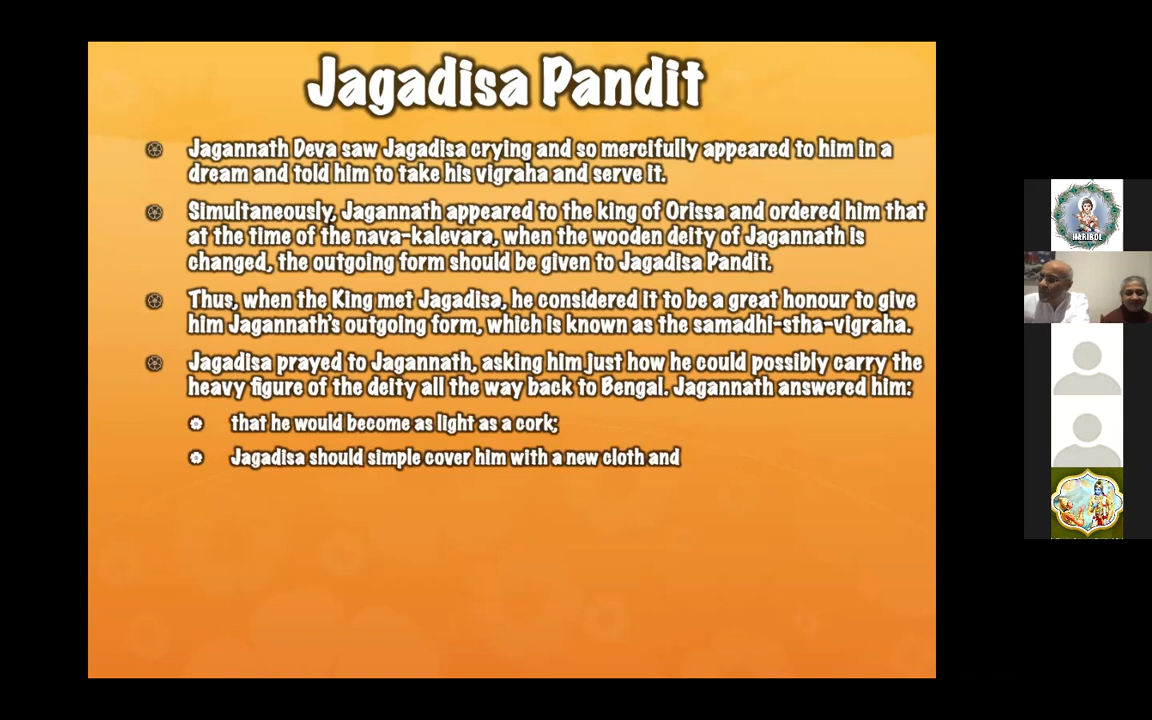 Jagadisa Pandit
Jagannath Deva saw Jagadisa crying and so mercifully appeared to him in a
dream and told him to take his vigraha and serve it.
Simultaneously, Jagannath appeared to the king of Orissa and ordered him that
at the time of the nava-kalevara, when the wooden deity of Jagannath is
changed, the outgoing form should be given to Jagadisa Pandit.
Thus, when the King met Jagadisa, he considered it to be a great honour to give
him Jagannath's outgoing form, which is known as the samadhi-stha-vigraha.
Jagadisa prayed to Jagannath, asking him just how he could possibly carry the
heavy figure of the deity all the way back to Bengal. Jagannath answered him:
that he would become as light as a cork;
Jagadisa should simple cover him with a new cloth and
HARIBOL